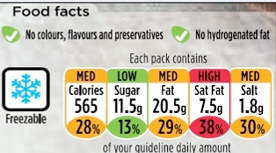 Food facts
No colours, flavours and preservatives No hydrogenated fat
Each pack contains
MED LOW MED HIGH MED
Calories Sugar Fat Sat Fat Salt
565 11.5g 20.5g 7.5g 1.8g
28% 13% 29% 38% 30%
Freezable
of your guideline daily amount